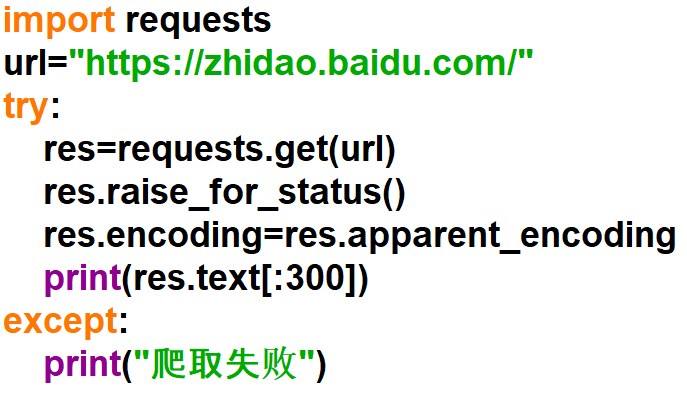 import requests
url="https://zhidao.baidu.com/"
try:
    res=requests.get(url)
    res.raise_for_status()
    res.encoding=res.apparent_encoding
    print(res.text[:300])
except:
    print("爬取失败")